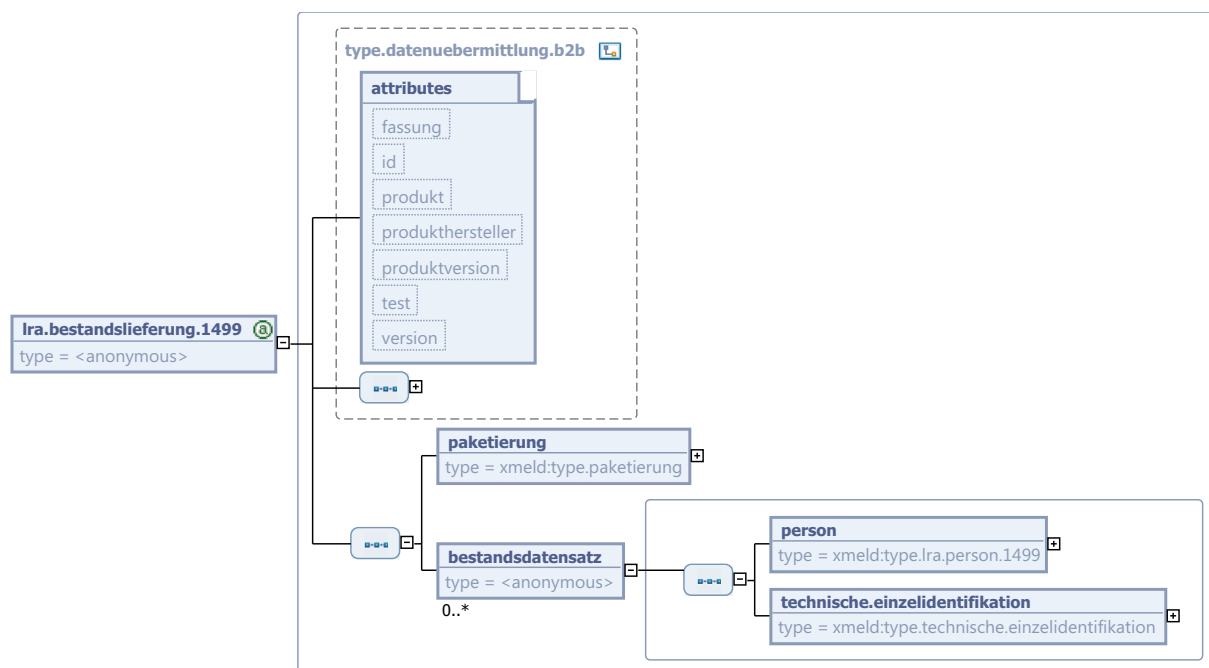 type.datenuebermittlung.b2b
attributes
fassung
id
produkt
produkthersteller
produktversion
test
version
lra.bestandslieferung.1499 a
type = <anonymous>
paketierung
type = xmeld:type.paketierung
bestandsdatensatz
type = <anonymous>
0..*
person
type = xmeld:type.lra.person.1499
technische.einzelidentifikation
type = xmeld:type.technische.einzelidentifikation